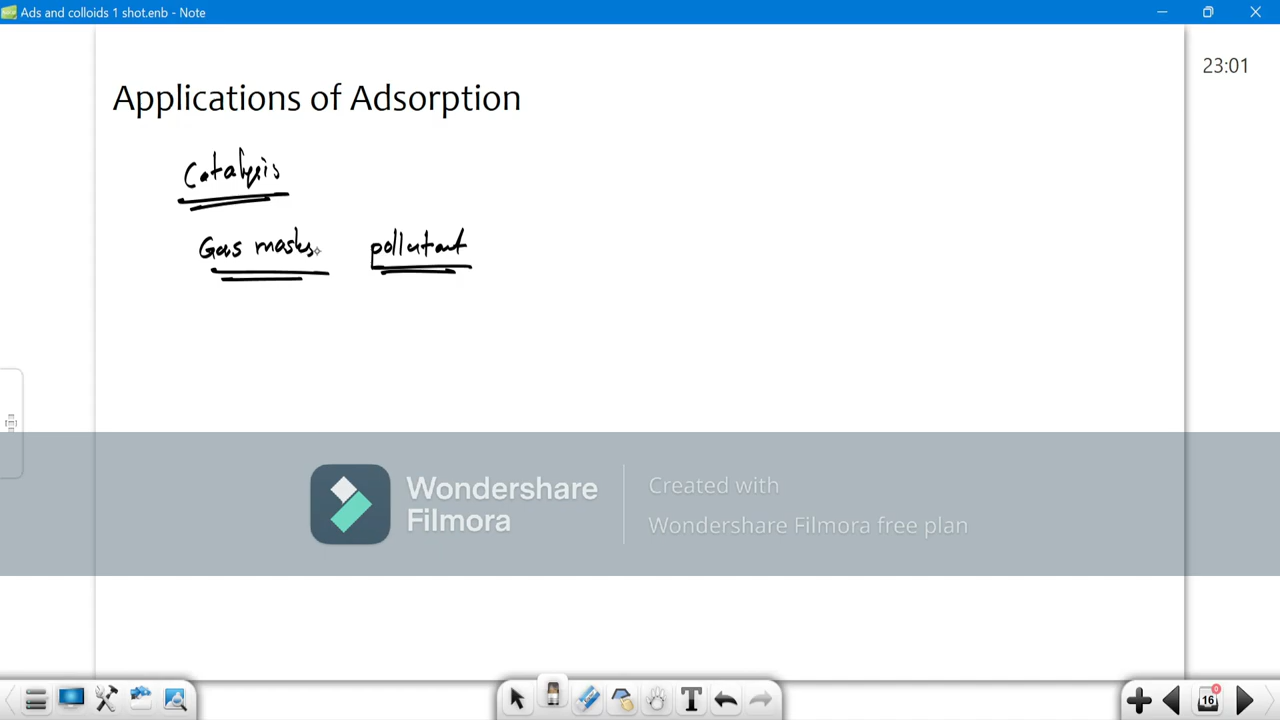 Ads and colloids 1 shot.enb - Note
23:01
Applications of Adsorption
Catalysis
Gas masks pollutant
Wondershare Filmora
Created with
Wondershare Filmora free plan
T 16 0